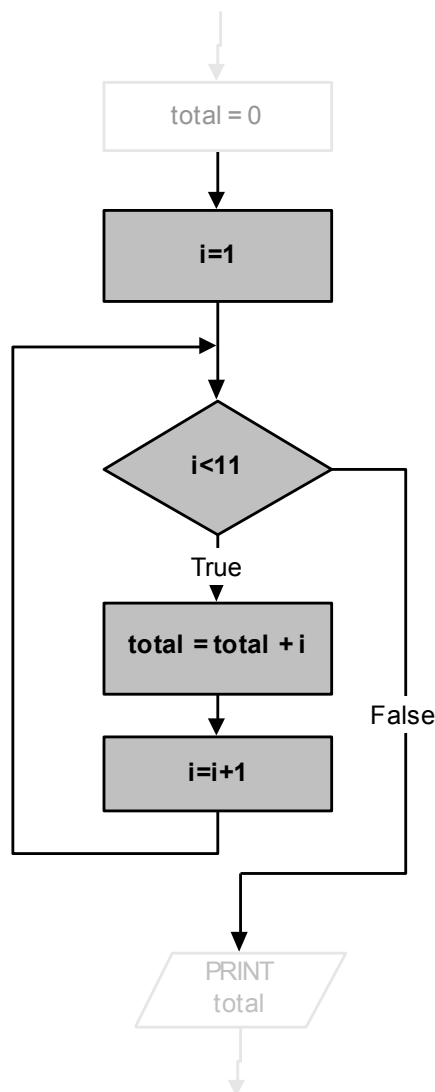 total = 0
i=1
i<11
True
total = total + i
False
i=i+1
PRINT
total